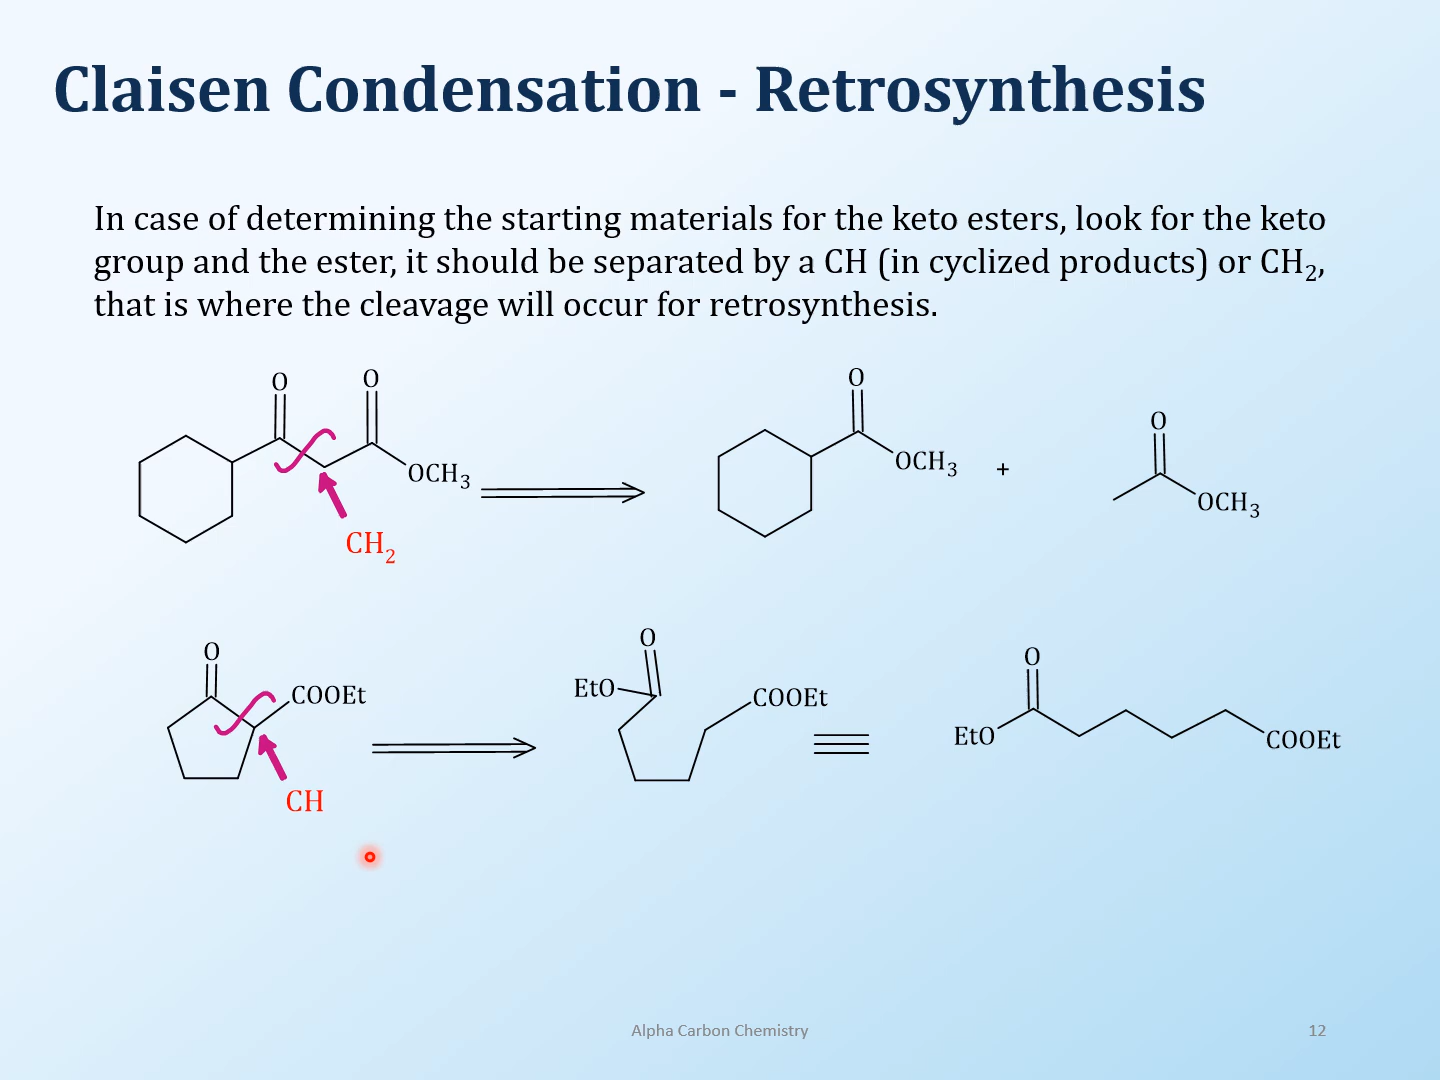 Claisen Condensation - Retrosynthesis
In case of determining the starting materials for the keto esters, look for the keto
group and the ester, it should be separated by a CH (in cyclized products) or CH₂,
that is where the cleavage will occur for retrosynthesis.
O O
OCH₃
CH₂
O
OCH₃
+
O
OCH₃
O
COOEt
CH
O
EtO
COOEt
O
EtO
COOEt
Alpha Carbon Chemistry
12